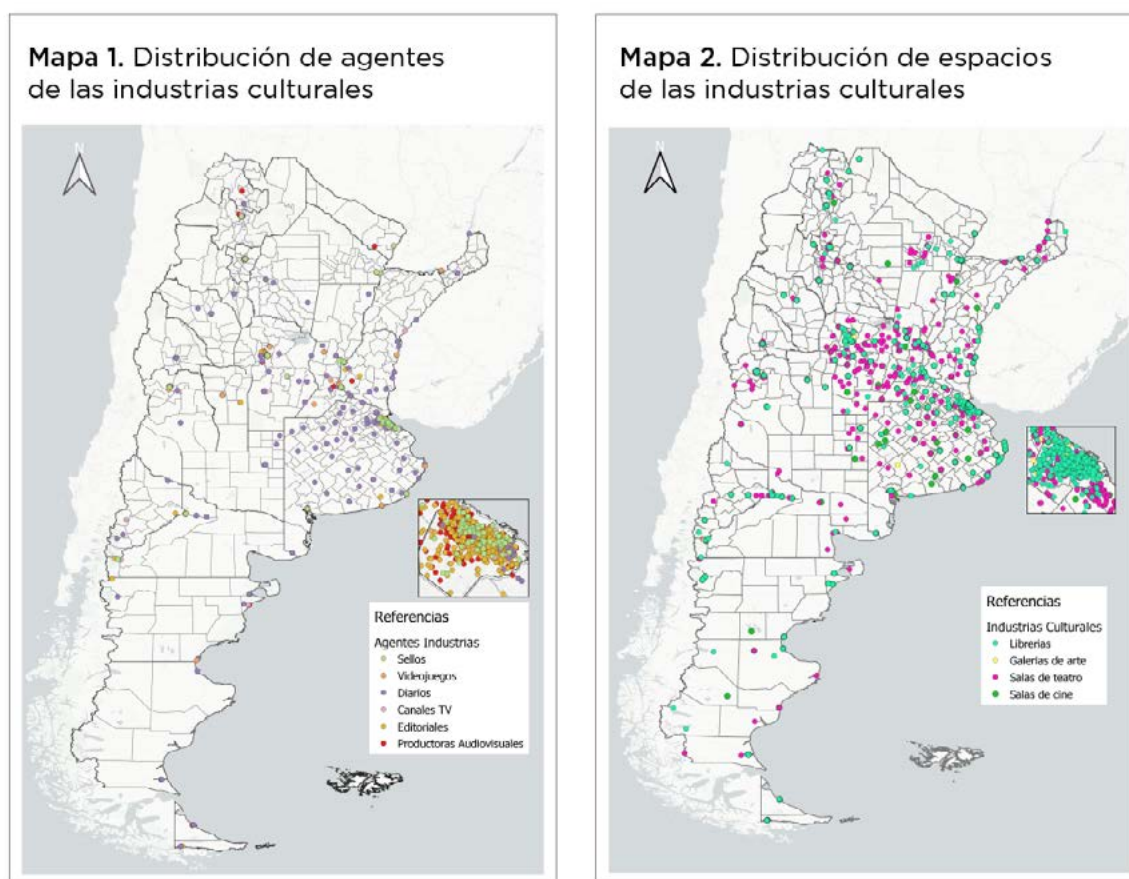 Mapa 1. Distribución de agentes
de las industrias culturales
N
Referencias
Agentes Industrias
Sellos
Videojuegos
Diarios
Canales TV
Editoriales
Productoras Audiovisuales
Mapa 2. Distribución de espacios
de las industrias culturales
N
Referencias
Industrias Culturales
Librerías
Galerías de arte
Salas de teatro
Salas de cine